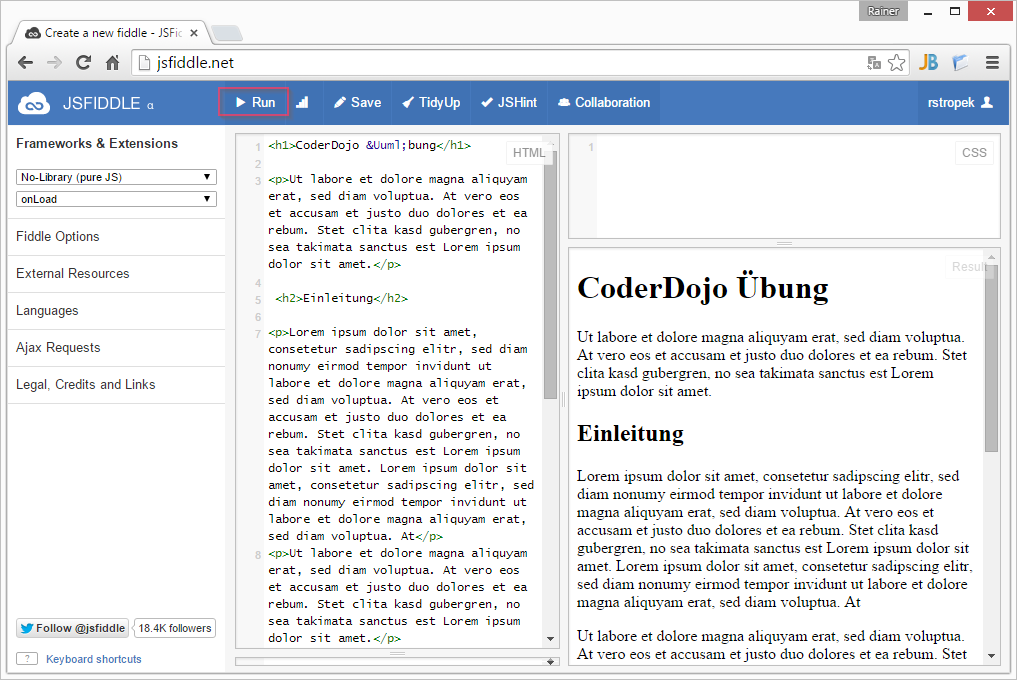 Rainer
Create a new fiddle - JSFid
jsfiddle.net
JB
JSFIDDLE α
Run
Save
TidyUp
JSHint
Collaboration
rstropek
Frameworks & Extensions
No-Library (pure JS)
onLoad
Fiddle Options
External Resources
Languages
Ajax Requests
Legal, Credits and Links
Follow @jsfiddle
18.4K followers
? Keyboard shortcuts
HTML
1 <h1>CoderDojo &Uuml;bung</h1>
2
3 <p>Ut labore et dolore magna aliquyam
erat, sed diam voluptua. At vero eos
et accusam et justo duo dolores et ea
rebum. Stet clita kasd gubergren, no
sea takimata sanctus est Lorem ipsum
dolor sit amet.</p>
4
5 <h2>Einleitung</h2>
6
7 <p>Lorem ipsum dolor sit amet,
consetetur sadipscing elitr, sed diam
nonumy eirmod tempor invidunt ut
labore et dolore magna aliquyam erat,
sed diam voluptua. At vero eos et
accusam et justo duo dolores et ea
rebum. Stet clita kasd gubergren, no
sea takimata sanctus est Lorem ipsum
dolor sit amet. Lorem ipsum dolor sit
amet, consetetur sadipscing elitr, sed
diam nonumy eirmod tempor invidunt ut
labore et dolore magna aliquyam erat,
sed diam voluptua. At</p>
8 <p>Ut labore et dolore magna aliquyam
erat, sed diam voluptua. At vero eos
et accusam et justo duo dolores et ea
rebum. Stet clita kasd gubergren, no
sea takimata sanctus est Lorem ipsum
dolor sit amet.</p>
1
CSS
Result
CoderDojo Übung
Ut labore et dolore magna aliquyam erat, sed diam voluptua.
At vero eos et accusam et justo duo dolores et ea rebum. Stet
clita kasd gubergren, no sea takimata sanctus est Lorem
ipsum dolor sit amet.
Einleitung
Lorem ipsum dolor sit amet, consetetur sadipscing elitr, sed
diam nonumy eirmod tempor invidunt ut labore et dolore
magna aliquyam erat, sed diam voluptua. At vero eos et
accusam et justo duo dolores et ea rebum. Stet clita kasd
gubergren, no sea takimata sanctus est Lorem ipsum dolor sit
amet. Lorem ipsum dolor sit amet, consetetur sadipscing elitr,
sed diam nonumy eirmod tempor invidunt ut labore et dolore
magna aliquyam erat, sed diam voluptua. At
Ut labore et dolore magna aliquyam erat, sed diam voluptua.
At vero eos et accusam et justo duo dolores et ea rebum. Stet